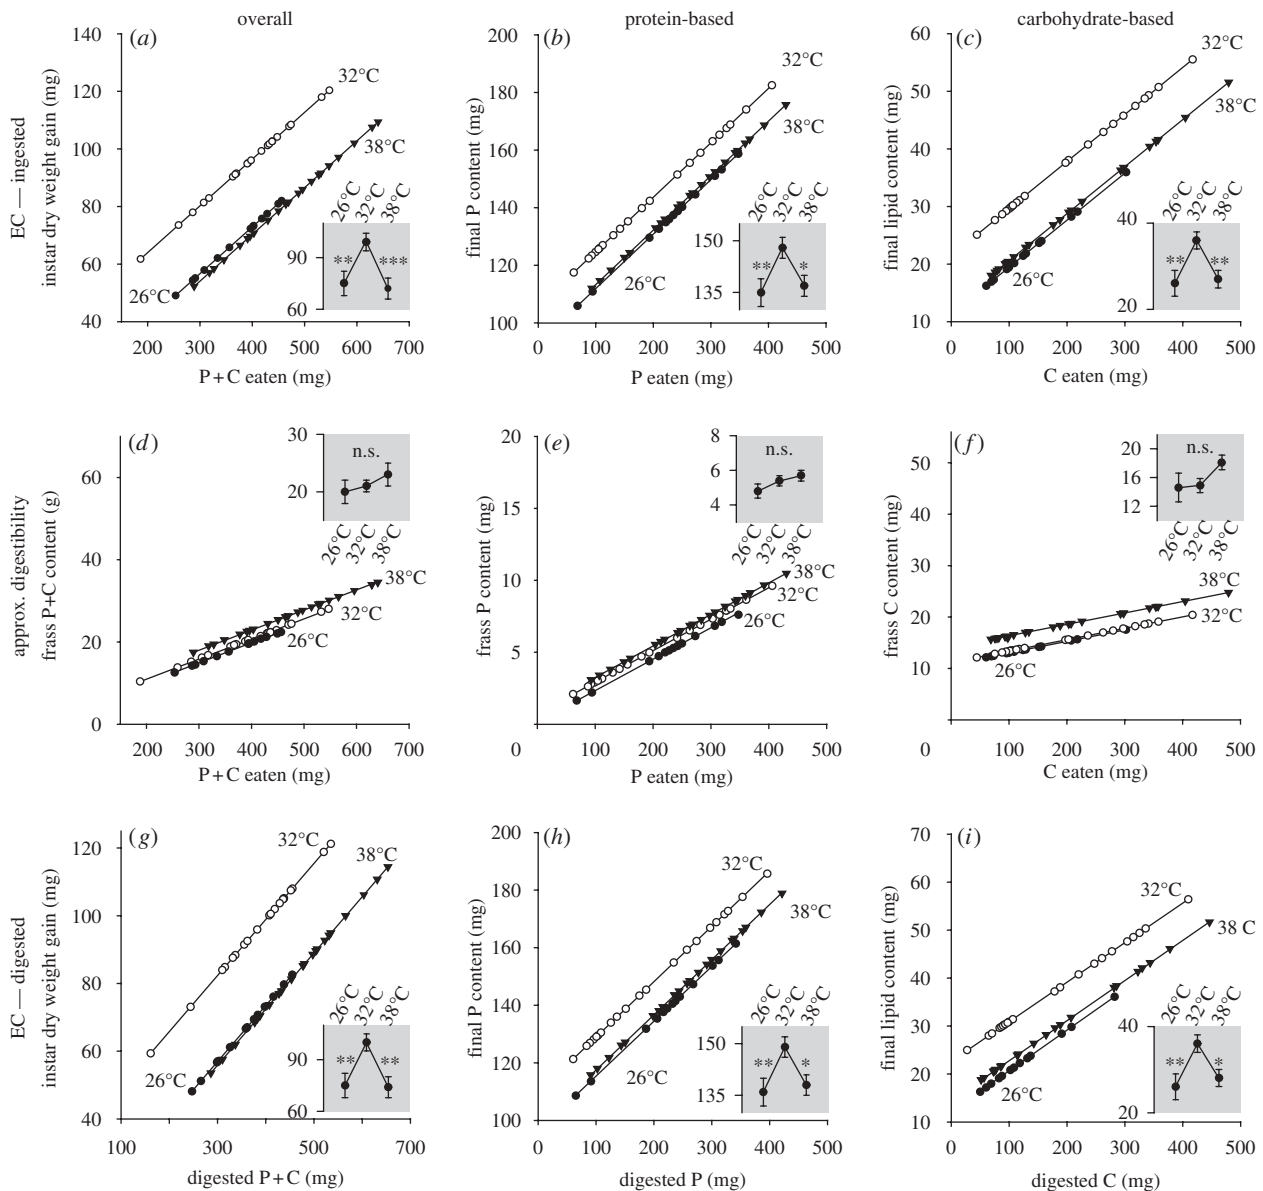 overall
protein-based
carbohydrate-based
EC — ingested
instar dry weight gain (mg)
(a)
140
120
100
80
60
40
32°C
38°C
26°C
26°C
32°C
38°C
90
60
**
***
200
300
400
500
600
700
P+C eaten (mg)
final P content (mg)
(b)
200
180
160
140
120
100
32°C
38°C
26°C
26°C
32°C
38°C
150
135
**
*
0
100
200
300
400
500
P eaten (mg)
final lipid content (mg)
(c)
60
50
40
30
20
10
32°C
38°C
26°C
26°C
32°C
38°C
40
20
**
**
0
100
200
300
400
500
C eaten (mg)
approx. digestibility
frass P+C content (g)
(d)
60
40
20
0
30
20
n.s.
26°C
32°C
38°C
38°C
32°C
26°C
200
300
400
500
600
700
P+C eaten (mg)
frass P content (mg)
(e)
20
15
10
5
8
6
4
n.s.
26°C
32°C
38°C
38°C
32°C
26°C
0
100
200
300
400
500
P eaten (mg)
frass C content (mg)
(f)
50
40
30
20
10
20
16
12
n.s.
26°C
32°C
38°C
38°C
32°C
26°C
0
100
200
300
400
500
C eaten (mg)
EC — digested
instar dry weight gain (mg)
(g)
120
100
80
60
40
32°C
38°C
26°C
26°C
32°C
38°C
90
60
**
**
100
300
500
700
digested P+C (mg)
final P content (mg)
(h)
200
180
160
140
120
100
32°C
38°C
26°C
26°C
32°C
38°C
150
135
**
*
0
100
200
300
400
500
digested P (mg)
final lipid content (mg)
(i)
70
60
50
40
30
20
10
32°C
38 C
26°C
26°C
32°C
38°C
40
20
**
*
0
100
200
300
400
500
digested C (mg)